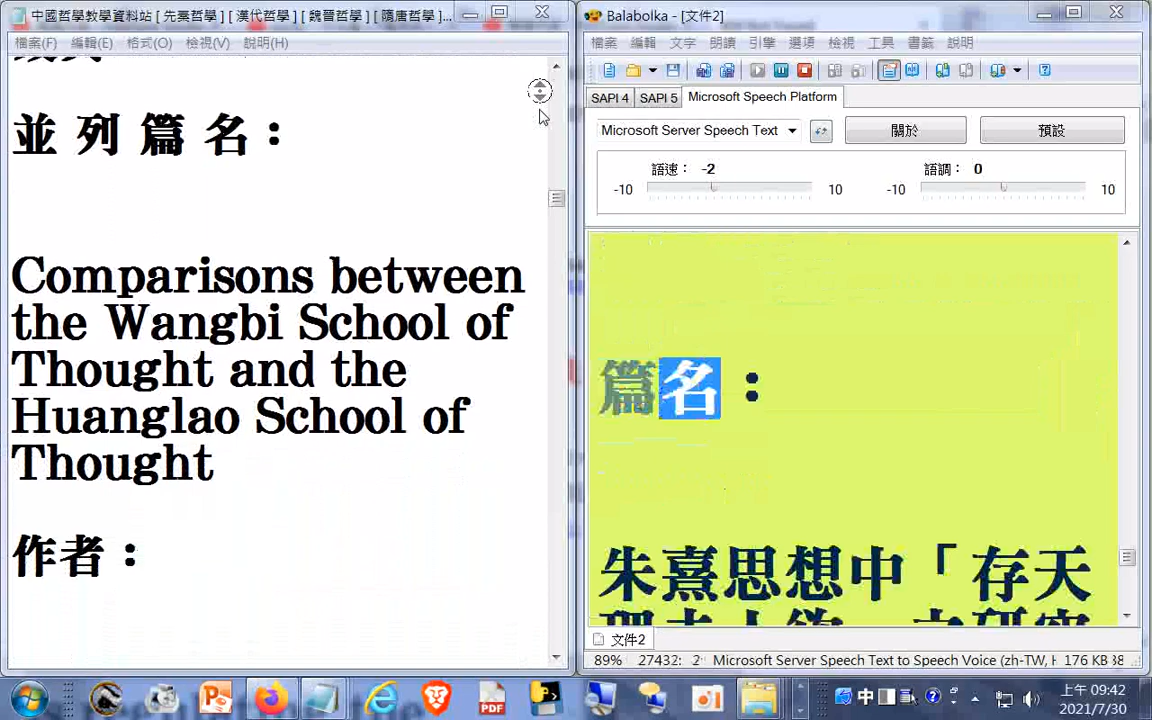 中國哲學教學資料站 [ 先秦哲學 ] [ 漢代哲學 ] [ 魏晉哲學 ] [ 隋唐哲學 ]...
檔案(F) 編輯(E) 格式(O) 檢視(V) 說明(H)
並 列 篇 名：
Comparisons between
the Wangbi School of
Thought and the
Huanglao School of
Thought
作者：
Balabolka - [文件2]
檔案 編輯 文字 朗讀 引擎 選項 檢視 工具 書籤 說明
SAPI 4 SAPI 5 Microsoft Speech Platform
Microsoft Server Speech Text 關於 預設
語速： -2 語調： 0
-10 10 -10 10
篇名：
朱熹思想中「存天
文件2
89% 27432: 2 Microsoft Server Speech Text to Speech Voice (zh-TW, H 176 KB
中
上午 09:42
2021/7/30